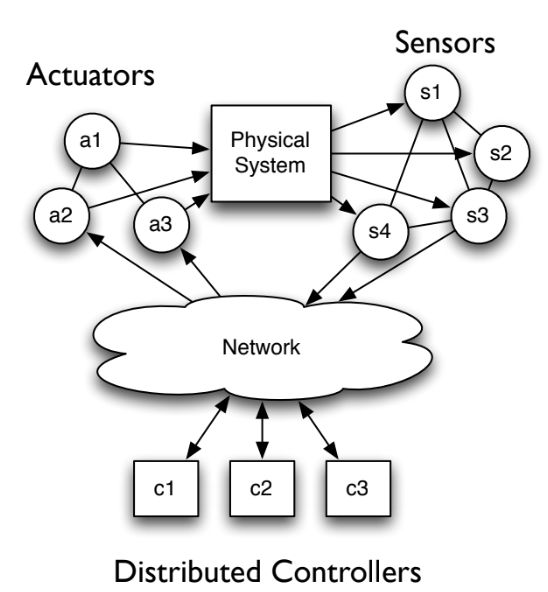 Sensors
Actuators
s1
a1
Physical
System
s2
a2
a3
s3
s4
Network
c1
c2
c3
Distributed Controllers